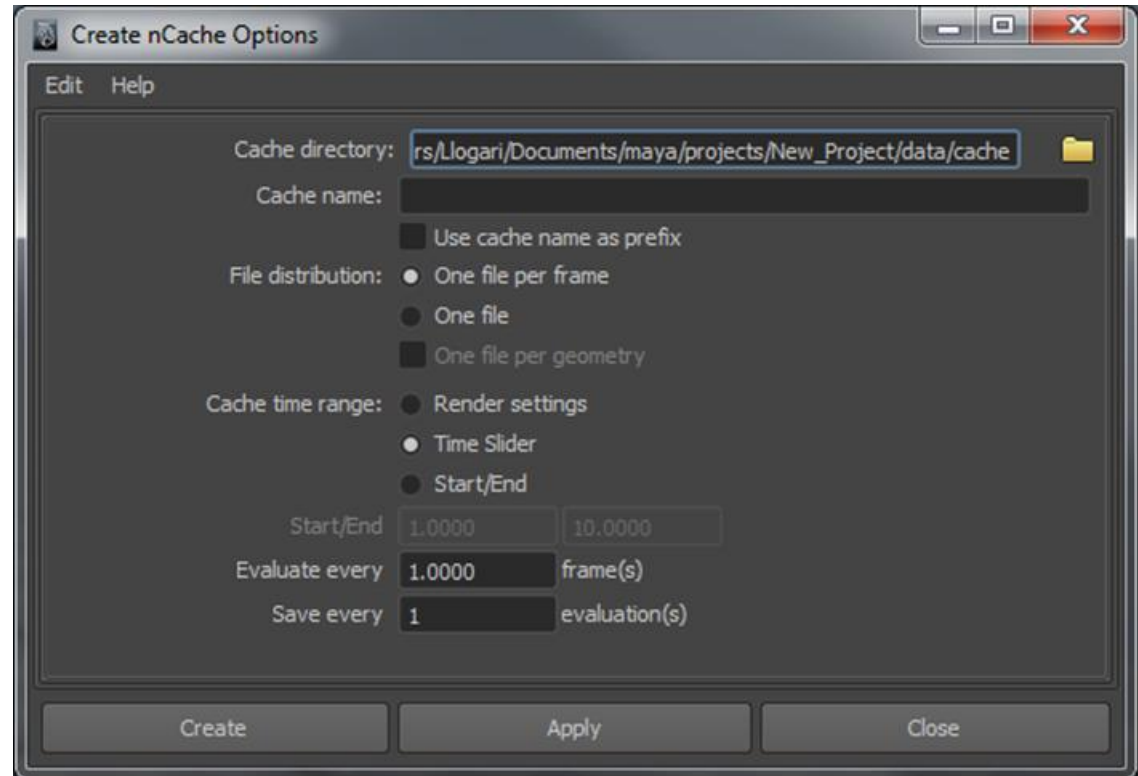 Create nCache Options
Edit Help
Cache directory: rs/Llogari/Documents/maya/projects/New_Project/data/cache
Cache name:
Use cache name as prefix
File distribution: One file per frame
One file
One file per geometry
Cache time range: Render settings
Time Slider
Start/End
Start/End 1.0000 10.0000
Evaluate every 1.0000 frame(s)
Save every 1 evaluation(s)
Create Apply Close